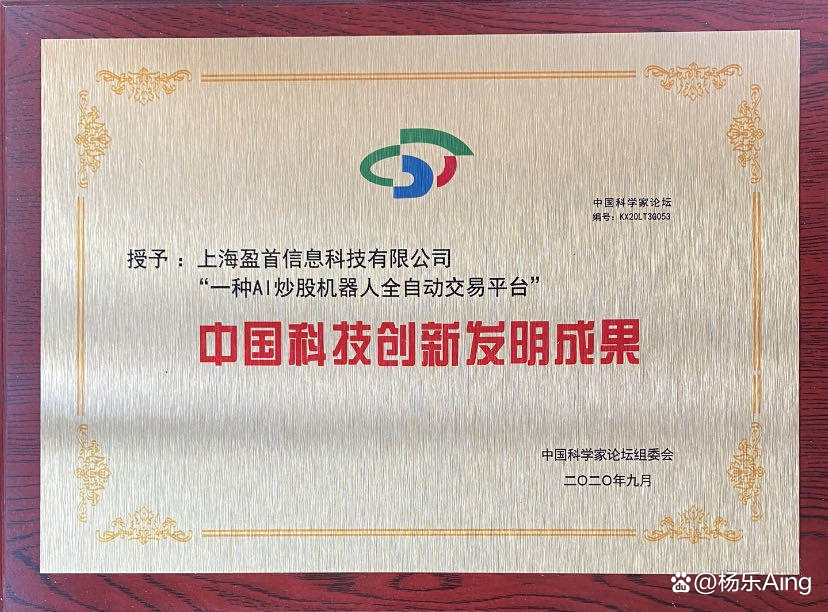 中国科学家论坛
编号：KX20LT3G053
授予：上海盈首信息科技有限公司
“一种AI炒股机器人全自动交易平台”
中国科技创新发明成果
中国科学家论坛组委会
二〇二〇年九月
@杨乐Aing